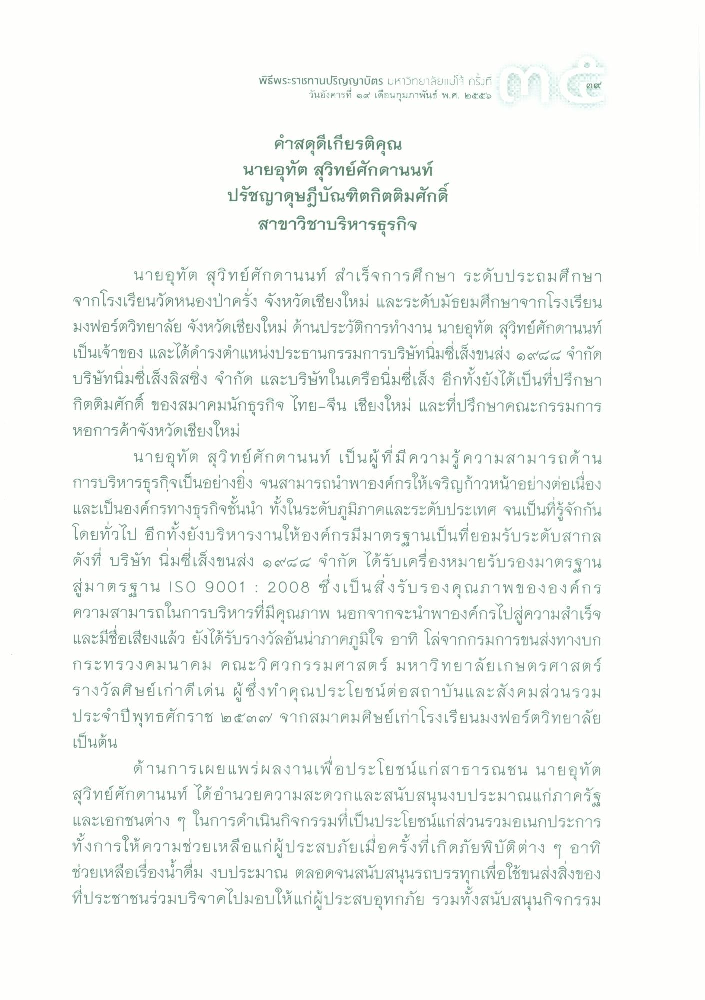 พิธีพระราชทานปริญญาบัตร มหาวิทยาลัยแม่โจ้ ครั้งที่ ๓๕
วันอังคารที่ ๑๙ เดือนกุมภาพันธ์ พ.ศ. ๒๕๕๖
๓๙
คำสดุดีเกียรติคุณ
นายอุทัต สุวิทย์ศักดานนท์
ปรัชญาดุษฎีบัณฑิตกิตติมศักดิ์
สาขาวิชาบริหารธุรกิจ
นายอุทัต สุวิทย์ศักดานนท์ สำเร็จการศึกษา ระดับประถมศึกษา
จากโรงเรียนวัดหนองป่าครั่ง จังหวัดเชียงใหม่ และระดับมัธยมศึกษาจากโรงเรียน
มงฟอร์ตวิทยาลัย จังหวัดเชียงใหม่ ด้านประวัติการทำงาน นายอุทัต สุวิทย์ศักดานนท์
เป็นเจ้าของ และได้ดำรงตำแหน่งประธานกรรมการบริษัทนิ่มซี่เส็งขนส่ง ๑๙๘๘ จำกัด
บริษัทนิ่มซี่เส็งลิสซิ่ง จำกัด และบริษัทในเครือนิ่มซี่เส็ง อีกทั้งยังได้เป็นที่ปรึกษา
กิตติมศักดิ์ ของสมาคมนักธุรกิจ ไทย-จีน เชียงใหม่ และที่ปรึกษาคณะกรรมการ
หอการค้าจังหวัดเชียงใหม่
นายอุทัต สุวิทย์ศักดานนท์ เป็นผู้ที่มีความรู้ความสามารถด้าน
การบริหารธุรกิจเป็นอย่างยิ่ง จนสามารถนำพาองค์กรให้เจริญก้าวหน้าอย่างต่อเนื่อง
และเป็นองค์กรทางธุรกิจชั้นนำ ทั้งในระดับภูมิภาคและระดับประเทศ จนเป็นที่รู้จักกัน
โดยทั่วไป อีกทั้งยังบริหารงานให้องค์กรมีมาตรฐานเป็นที่ยอมรับระดับสากล
ดังที่ บริษัท นิ่มซี่เส็งขนส่ง ๑๙๘๘ จำกัด ได้รับเครื่องหมายรับรองมาตรฐาน
สู่มาตรฐาน ISO 9001 : 2008 ซึ่งเป็นสิ่งรับรองคุณภาพขององค์กร
ความสามารถในการบริหารที่มีคุณภาพ นอกจากจะนำพาองค์กรไปสู่ความสำเร็จ
และมีชื่อเสียงแล้ว ยังได้รับรางวัลอันน่าภาคภูมิใจ อาทิ โล่จากกรมการขนส่งทางบก
กระทรวงคมนาคม คณะวิศวกรรมศาสตร์ มหาวิทยาลัยเกษตรศาสตร์
รางวัลศิษย์เก่าดีเด่น ผู้ซึ่งทำคุณประโยชน์ต่อสถาบันและสังคมส่วนรวม
ประจำปีพุทธศักราช ๒๕๓๗ จากสมาคมศิษย์เก่าโรงเรียนมงฟอร์ตวิทยาลัย
เป็นต้น
ด้านการเผยแพร่ผลงานเพื่อประโยชน์แก่สาธารณชน นายอุทัต
สุวิทย์ศักดานนท์ ได้อำนวยความสะดวกและสนับสนุนงบประมาณแก่ภาครัฐ
และเอกชนต่าง ๆ ในการดำเนินกิจกรรมที่เป็นประโยชน์แก่ส่วนรวมอเนกประการ
ทั้งการให้ความช่วยเหลือแก่ผู้ประสบภัยเมื่อครั้งที่เกิดภัยพิบัติต่าง ๆ อาทิ
ช่วยเหลือเรื่องน้ำดื่ม งบประมาณ ตลอดจนสนับสนุนรถบรรทุกเพื่อใช้ขนส่งสิ่งของ
ที่ประชาชนร่วมบริจาคไปมอบให้แก่ผู้ประสบอุทกภัย รวมทั้งสนับสนุนกิจกรรม